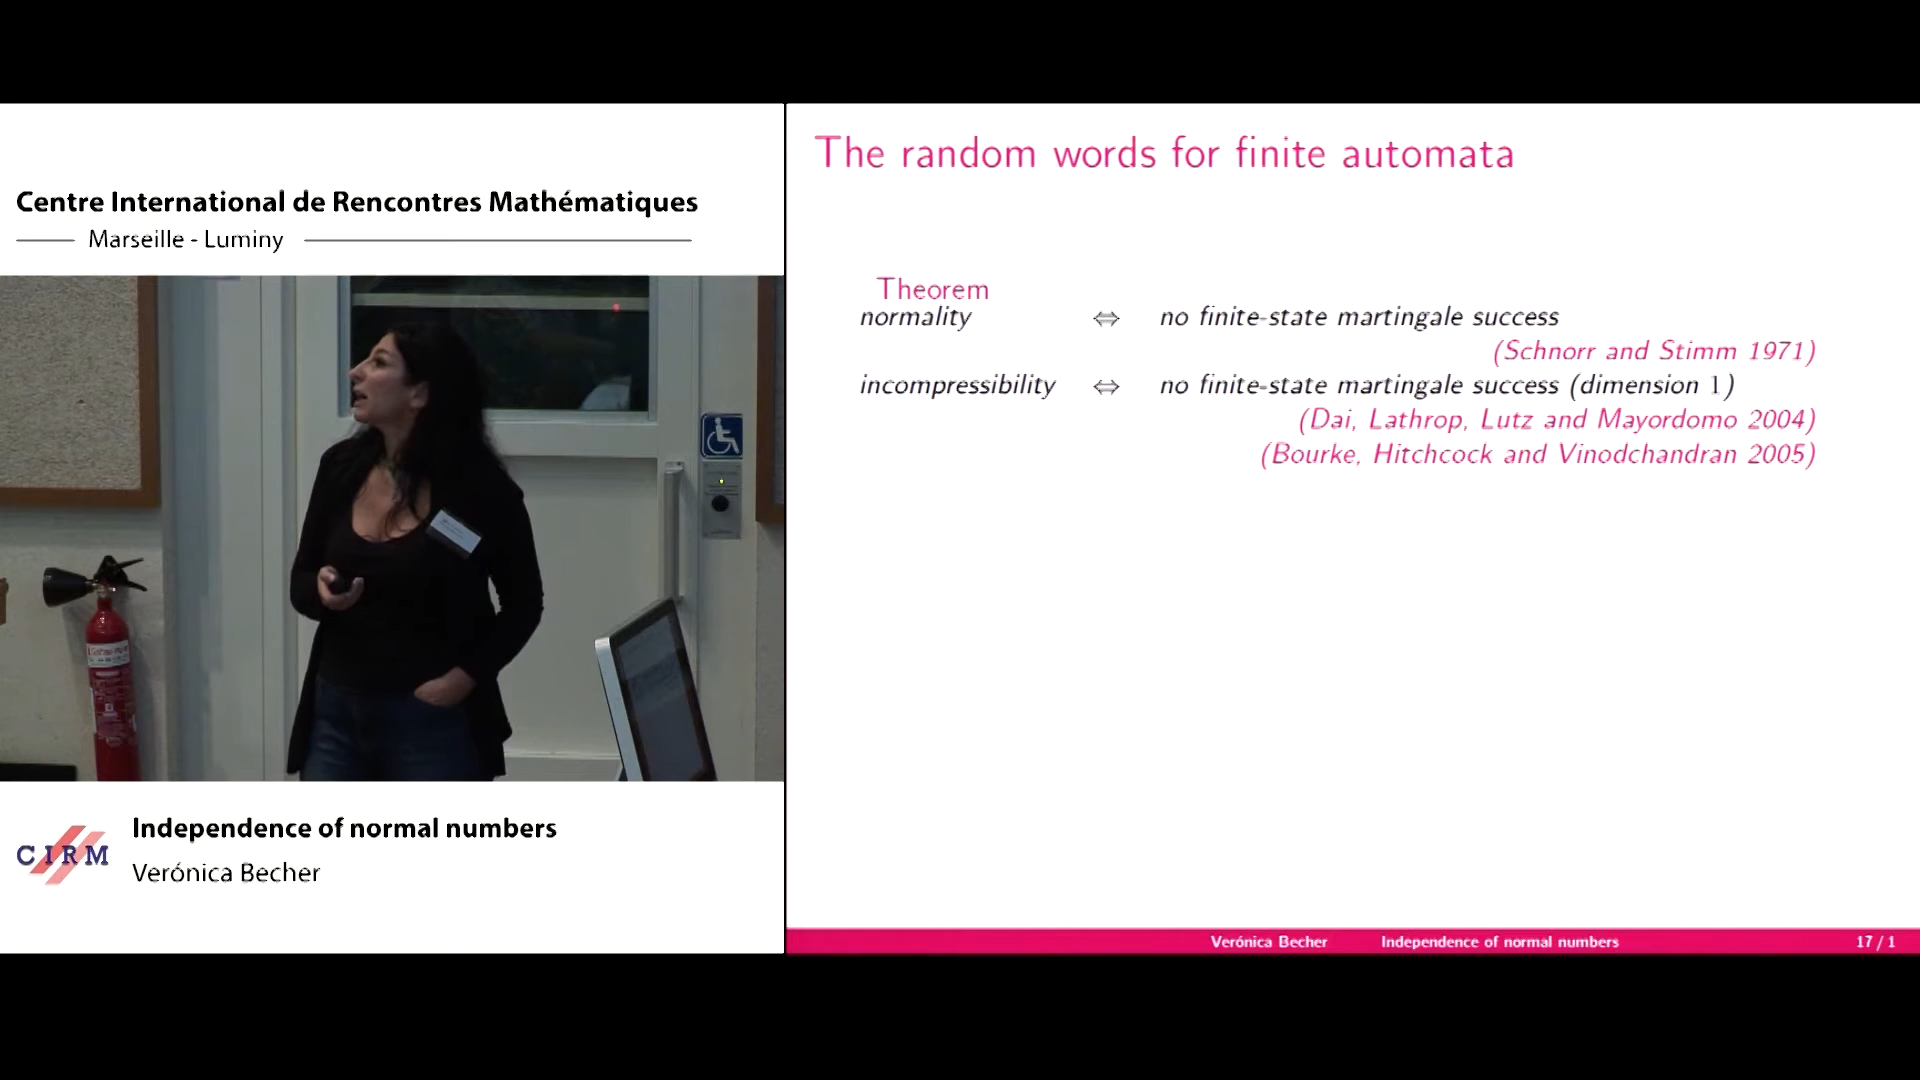 Centre International de Rencontres Mathématiques
Marseille - Luminy
CIRM
Independence of normal numbers
Verónica Becher
The random words for finite automata
Theorem
normality ⇔ no finite-state martingale success
(Schnorr and Stimm 1971)
incompressibility ⇔ no finite-state martingale success (dimension 1)
(Dai, Lathrop, Lutz and Mayordomo 2004)
(Bourke, Hitchcock and Vinodchandran 2005)
Verónica Becher Independence of normal numbers 17 / 1